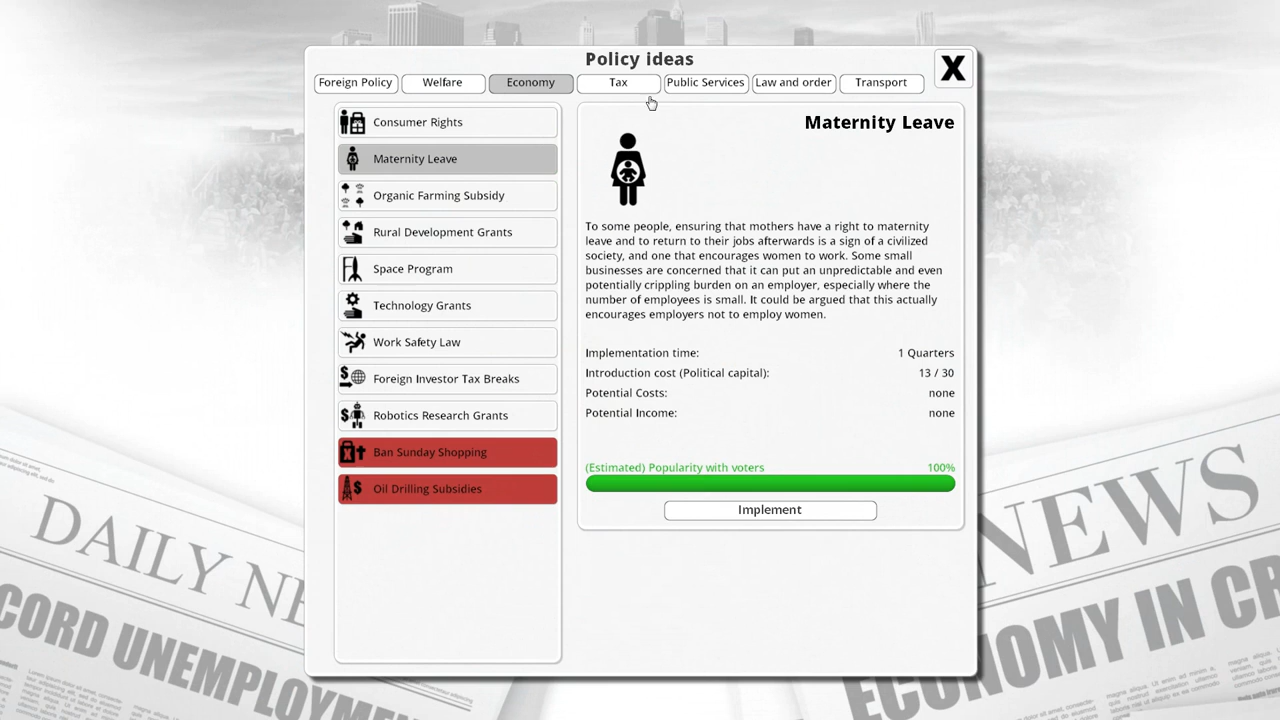 Policy ideas
X
Foreign Policy
Welfare
Economy
Tax
Public Services
Law and order
Transport
Consumer Rights
Maternity Leave
Organic Farming Subsidy
Rural Development Grants
Space Program
Technology Grants
Work Safety Law
Foreign Investor Tax Breaks
Robotics Research Grants
Ban Sunday Shopping
Oil Drilling Subsidies
Maternity Leave
To some people, ensuring that mothers have a right to maternity
leave and to return to their jobs afterwards is a sign of a civilized
society, and one that encourages women to work. Some small
businesses are concerned that it can put an unpredictable and even
potentially crippling burden on an employer, especially where the
number of employees is small. It could be argued that this actually
encourages employers not to employ women.
Implementation time: 1 Quarters
Introduction cost (Political capital): 13 / 30
Potential Costs: none
Potential Income: none
(Estimated) Popularity with voters 100%
Implement
DAILY NE
CORD UNEMPLOYM
NEWS
ECONOMY IN CR